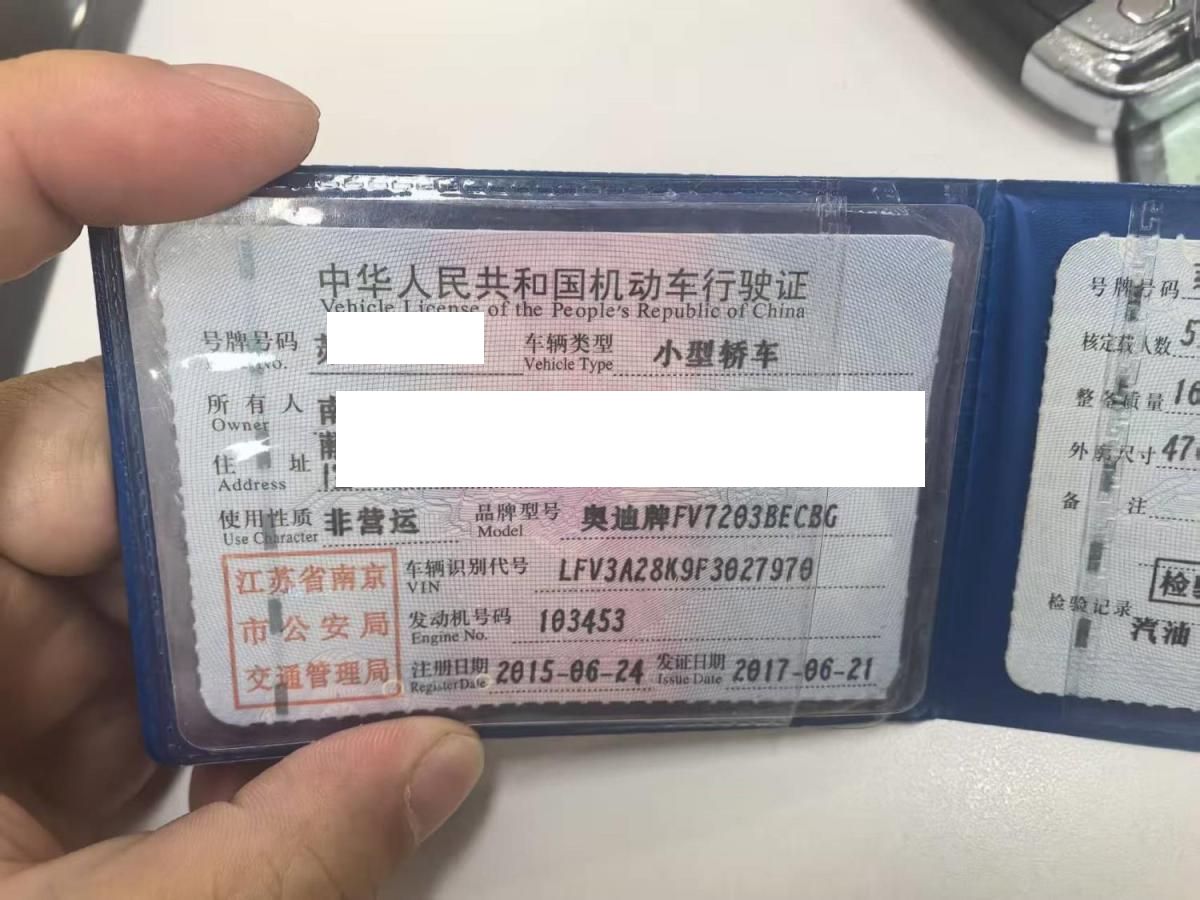 中华人民共和国机动车行驶证
Vehicle License of the People's Republic of China
号牌号码 苏
车辆类型 小型轿车
Vehicle Type
所有人 南
Owner
住址
Address
使用性质 非营运
Use Character
品牌型号 奥迪牌FV7203BECBG
Model
车辆识别代号 LFV3A28K9F3027970
VIN
发动机号码 103453
Engine No.
注册日期 2015-06-24
Register Date
发证日期 2017-06-21
Issue Date
江苏省南京
市公安局
交通管理局
号牌号码
核定载人数 5
整备质量 16
外廓尺寸 47
备注
检验记录
检验
汽油